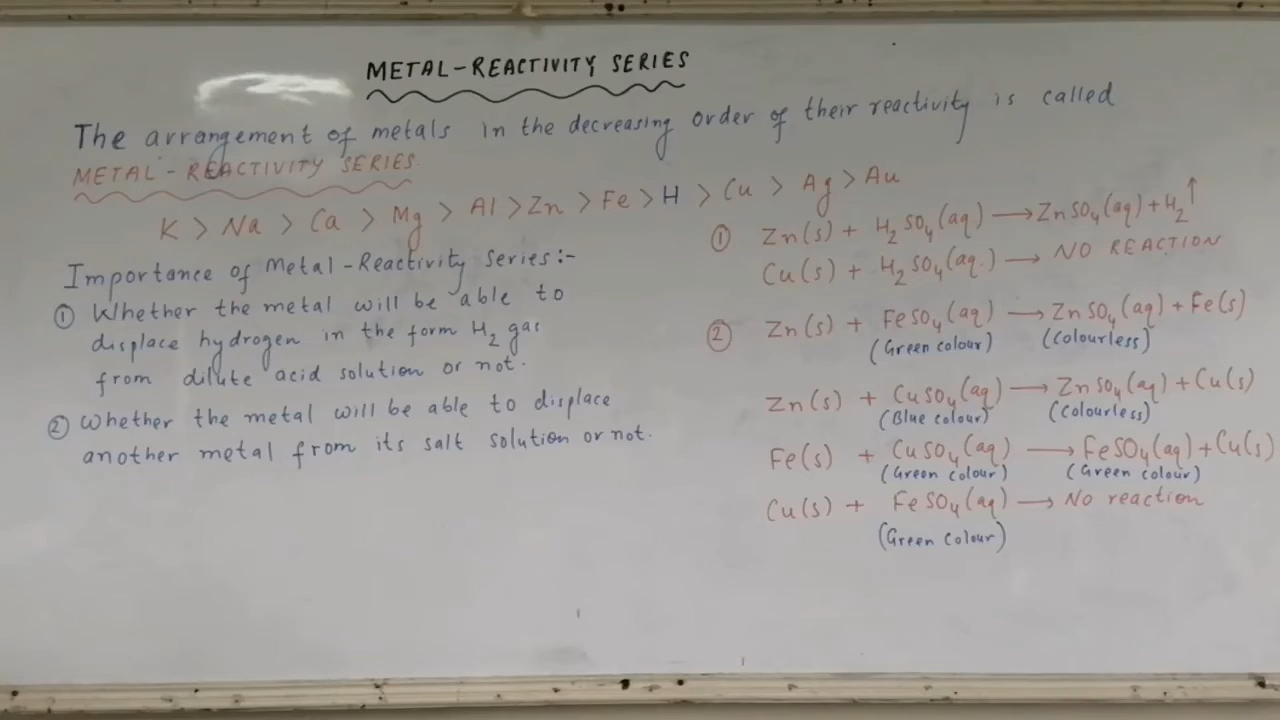 METAL-REACTIVITY SERIES
The arrangement of metals in the decreasing order of their reactivity is called
METAL - REACTIVITY SERIES.
K > Na > Ca > Mg > Al > Zn > Fe > H > Cu > Ag > Au
Importance of Metal-Reactivity Series:-
① Whether the metal will be able to
displace hydrogen in the form H₂ gas
from dilute acid solution or not.
② Whether the metal will be able to displace
another metal from its salt solution or not.
① Zn(s) + H₂SO₄(aq) → ZnSO₄(aq) + H₂↑
Cu(s) + H₂SO₄(aq.) → NO REACTION
② Zn(s) + FeSO₄(aq) → ZnSO₄(aq) + Fe(s)
(Green colour) (Colourless)
Zn(s) + CuSO₄(aq) → ZnSO₄(aq) + Cu(s)
(Blue colour) (Colourless)
Fe(s) + CuSO₄(aq) → FeSO₄(aq) + Cu(s)
(Green colour) (Green colour)
Cu(s) + FeSO₄(aq) → No reaction
(Green colour)